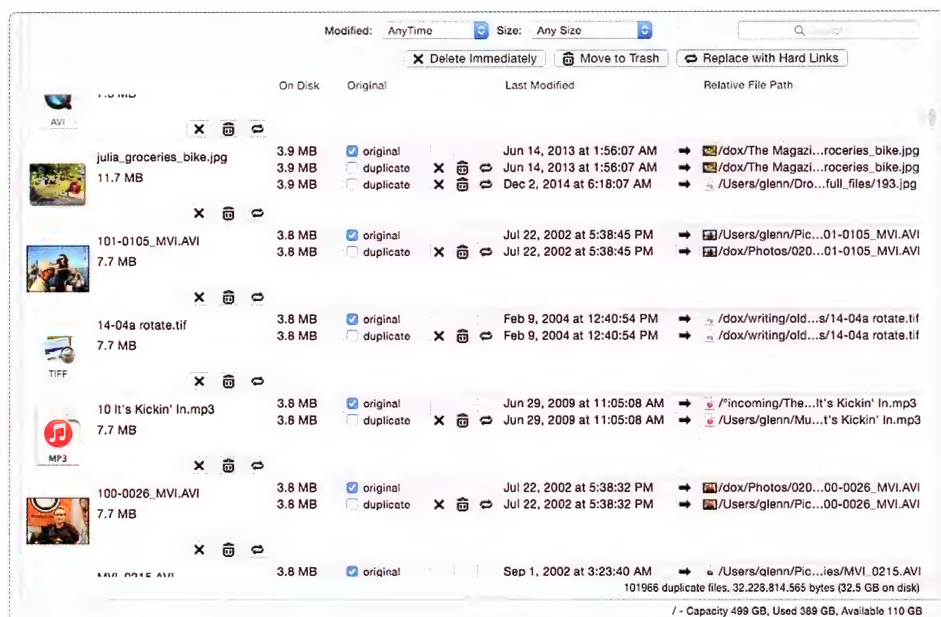 Modified: AnyTime Size: Any Size
Delete Immediately Move to Trash Replace with Hard Links
On Disk Original Last Modified Relative File Path
AVI
julia_groceries_bike.jpg
11.7 MB
3.9 MB original Jun 14, 2013 at 1:56:07 AM /dox/The Magazi...roceries_bike.jpg
3.9 MB duplicate Jun 14, 2013 at 1:56:07 AM /dox/The Magazi...roceries_bike.jpg
3.9 MB duplicate Dec 2, 2014 at 6:18:07 AM /Users/glenn/Dro...full_files/193.jpg
101-0105_MVI.AVI
7.7 MB
3.8 MB original Jul 22, 2002 at 5:38:45 PM /Users/glenn/Pic...01-0105_MVI.AVI
3.8 MB duplicate Jul 22, 2002 at 5:38:45 PM /dox/Photos/020...01-0105_MVI.AVI
14-04a rotate.tif
7.7 MB
TIFF
3.8 MB original Feb 9, 2004 at 12:40:54 PM /dox/writing/old...s/14-04a rotate.tif
3.8 MB duplicate Feb 9, 2004 at 12:40:54 PM /dox/writing/old...s/14-04a rotate.tif
10 It's Kickin' In.mp3
7.7 MB
MP3
3.8 MB original Jun 29, 2009 at 11:05:08 AM /°incoming/The...It's Kickin' In.mp3
3.8 MB duplicate Jun 29, 2009 at 11:05:08 AM /Users/glenn/Mu...t's Kickin' In.mp3
100-0026_MVI.AVI
7.7 MB
3.8 MB original Jul 22, 2002 at 5:38:32 PM /dox/Photos/020...00-0026_MVI.AVI
3.8 MB duplicate Jul 22, 2002 at 5:38:32 PM /Users/glenn/Pic...00-0026_MVI.AVI
MVI_0215.AVI
3.8 MB original Sep 1, 2002 at 3:23:40 AM /Users/glenn/Pic...ies/MVI_0215.AVI
101966 duplicate files, 32,228,814,565 bytes (32.5 GB on disk)
/ - Capacity 499 GB, Used 389 GB, Available 110 GB